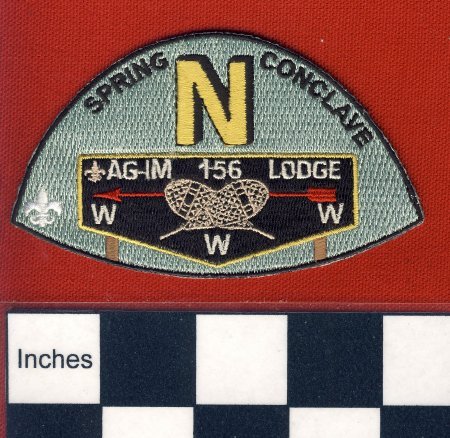 SPRING CONCLAVE
N
AG-IM 156 LODGE
W W
W
Inches